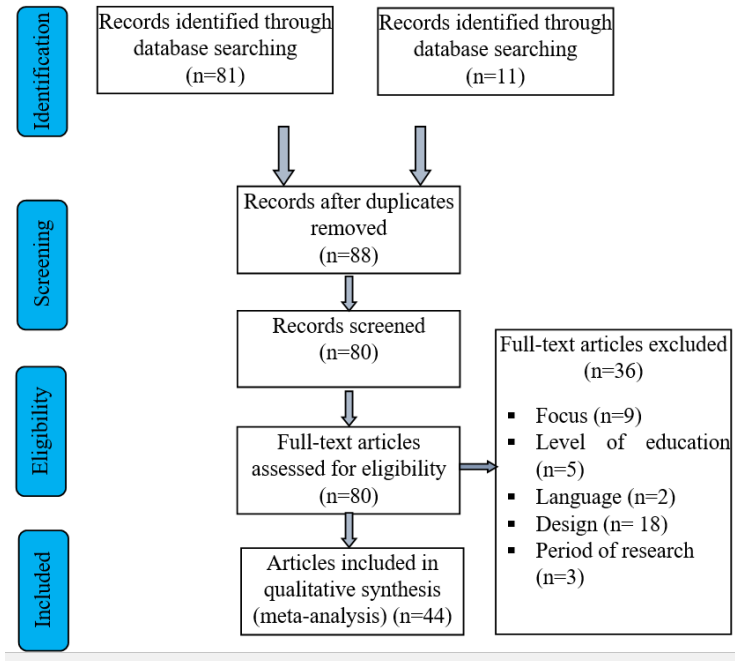 Identification
Records identified through
database searching
(n=81)
Records identified through
database searching
(n=11)
Screening
Records after duplicates
removed
(n=88)
Records screened
(n=80)
Eligibility
Full-text articles
assessed for eligibility
(n=80)
Full-text articles excluded
(n=36)
▪ Focus (n=9)
▪ Level of education
(n=5)
▪ Language (n=2)
▪ Design (n= 18)
▪ Period of research
(n=3)
Included
Articles included in
qualitative synthesis
(meta-analysis) (n=44)